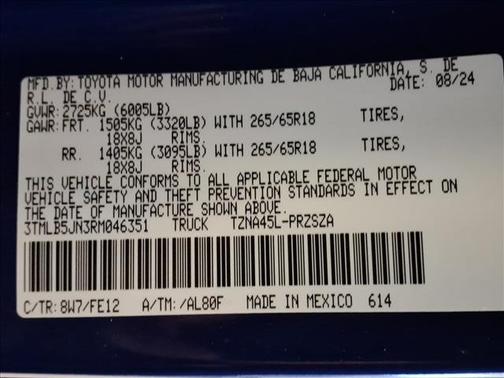 MFD.BY: TOYOTA MOTOR MANUFACTURING DE BAJA CALIFORNIA, S. DE
R.L. DE C.V. DATE: 08/24
GVWR: 2725KG (6005LB)
GAWR: FRT. 1505KG (3320LB) WITH 265/65R18 TIRES,
18X8J RIMS.
RR. 1405KG (3095LB) WITH 265/65R18 TIRES,
18X8J RIMS.
THIS VEHICLE CONFORMS TO ALL APPLICABLE FEDERAL MOTOR
VEHICLE SAFETY AND THEFT PREVENTION STANDARDS IN EFFECT ON
THE DATE OF MANUFACTURE SHOWN ABOVE.
3TMLB5JN3RM046351 TRUCK TZNA45L-PRZSZA
C/TR: 8W7/FE12 A/TM: /AL80F MADE IN MEXICO 614